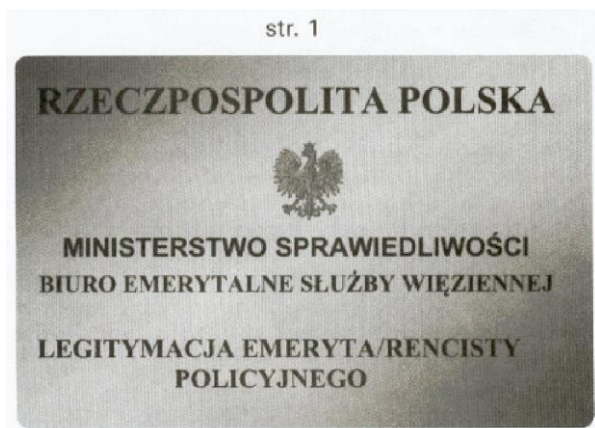 str. 1
RZECZPOSPOLITA POLSKA
MINISTERSTWO SPRAWIEDLIWOŚCI
BIURO EMERYTALNE SŁUŻBY WIĘZIENNEJ
LEGITYMACJA EMERYTA/RENCISTY
POLICYJNEGO